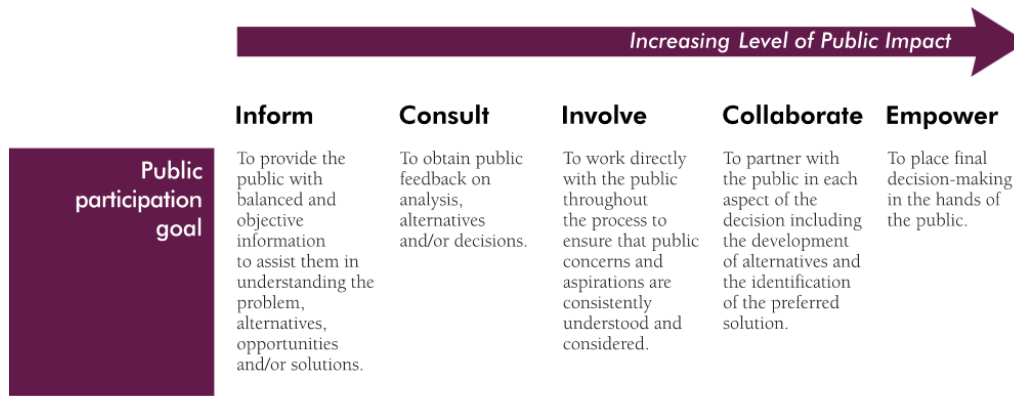 Increasing Level of Public Impact
Inform
Consult
Involve
Collaborate
Empower
Public
participation
goal
To provide the
public with
balanced and
objective
information
to assist them in
understanding the
problem,
alternatives,
opportunities
and/or solutions.
To obtain public
feedback on
analysis,
alternatives
and/or decisions.
To work directly
with the public
throughout
the process to
ensure that public
concerns and
aspirations are
consistently
understood and
considered.
To partner with
the public in each
aspect of the
decision including
the development
of alternatives and
the identification
of the preferred
solution.
To place final
decision-making
in the hands of
the public.